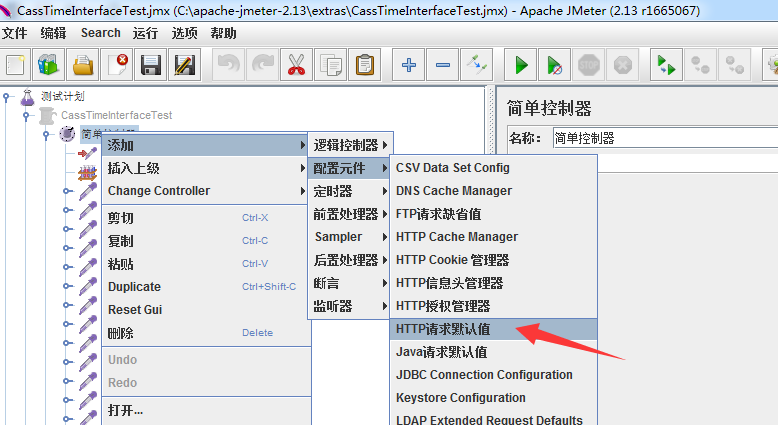 CassTimeInterfaceTest.jmx (C:\apache-jmeter-2.13\extras\CassTimeInterfaceTest.jmx) - Apache JMeter (2.13 r1665067)
文件 编辑 Search 运行 选项 帮助
STOP
测试计划
CassTimeInterfaceTest
简单控制器
简单控制器
名称： 简单控制器
添加
插入上级
Change Controller
剪切 Ctrl-X
复制 Ctrl-C
粘贴 Ctrl-V
Duplicate Ctrl+Shift-C
Reset Gui
删除 Delete
Undo
Redo
打开...
逻辑控制器
配置元件
定时器
前置处理器
Sampler
后置处理器
断言
监听器
CSV Data Set Config
DNS Cache Manager
FTP请求缺省值
HTTP Cache Manager
HTTP Cookie 管理器
HTTP信息头管理器
HTTP授权管理器
HTTP请求默认值
Java请求默认值
JDBC Connection Configuration
Keystore Configuration
LDAP Extended Request Defaults